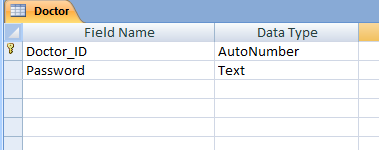 Doctor
Field Name Data Type
Doctor_ID AutoNumber
Password Text